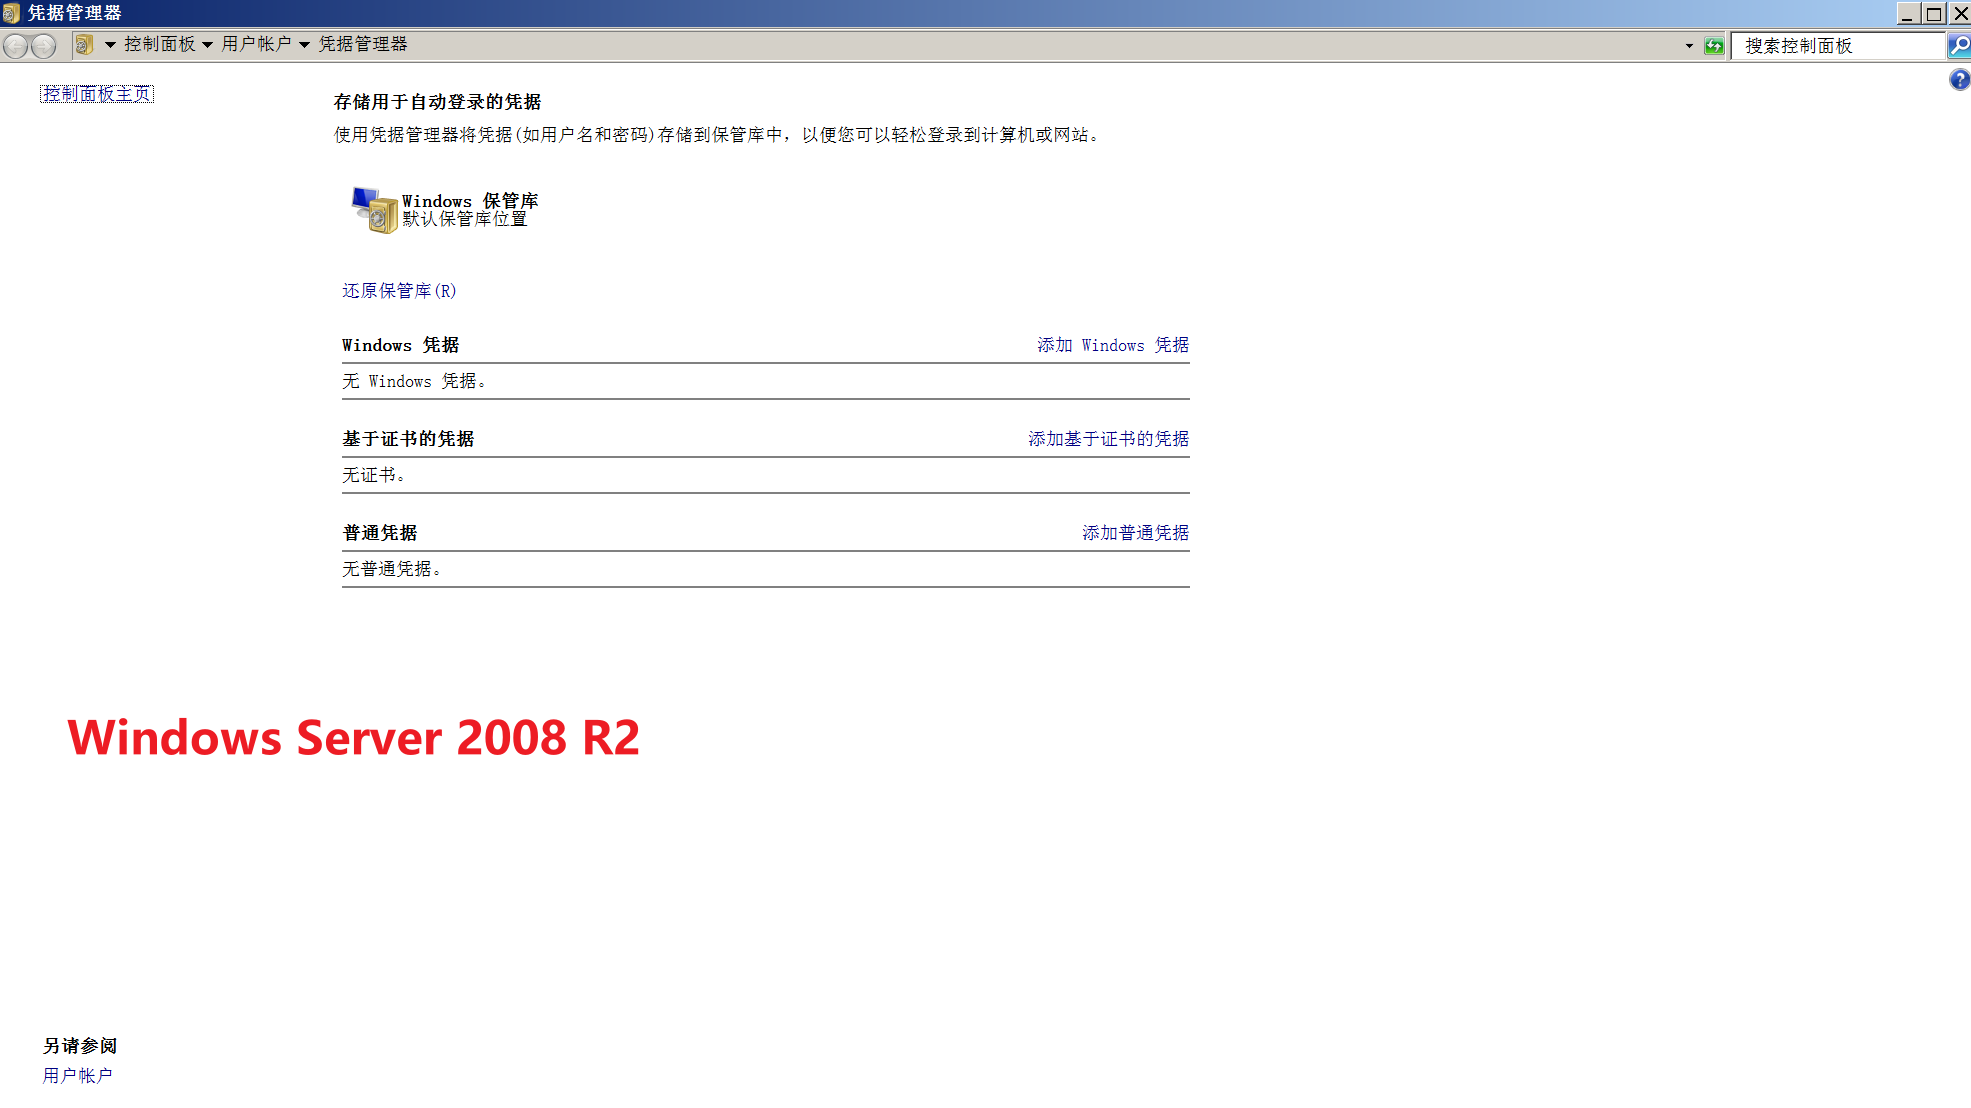 凭据管理器
控制面板 用户帐户 凭据管理器
搜索控制面板
控制面板主页
存储用于自动登录的凭据
使用凭据管理器将凭据(如用户名和密码)存储到保管库中，以便您可以轻松登录到计算机或网站。
Windows 保管库
默认保管库位置
还原保管库(R)
Windows 凭据 添加 Windows 凭据
无 Windows 凭据。
基于证书的凭据 添加基于证书的凭据
无证书。
普通凭据 添加普通凭据
无普通凭据。
Windows Server 2008 R2
另请参阅
用户帐户